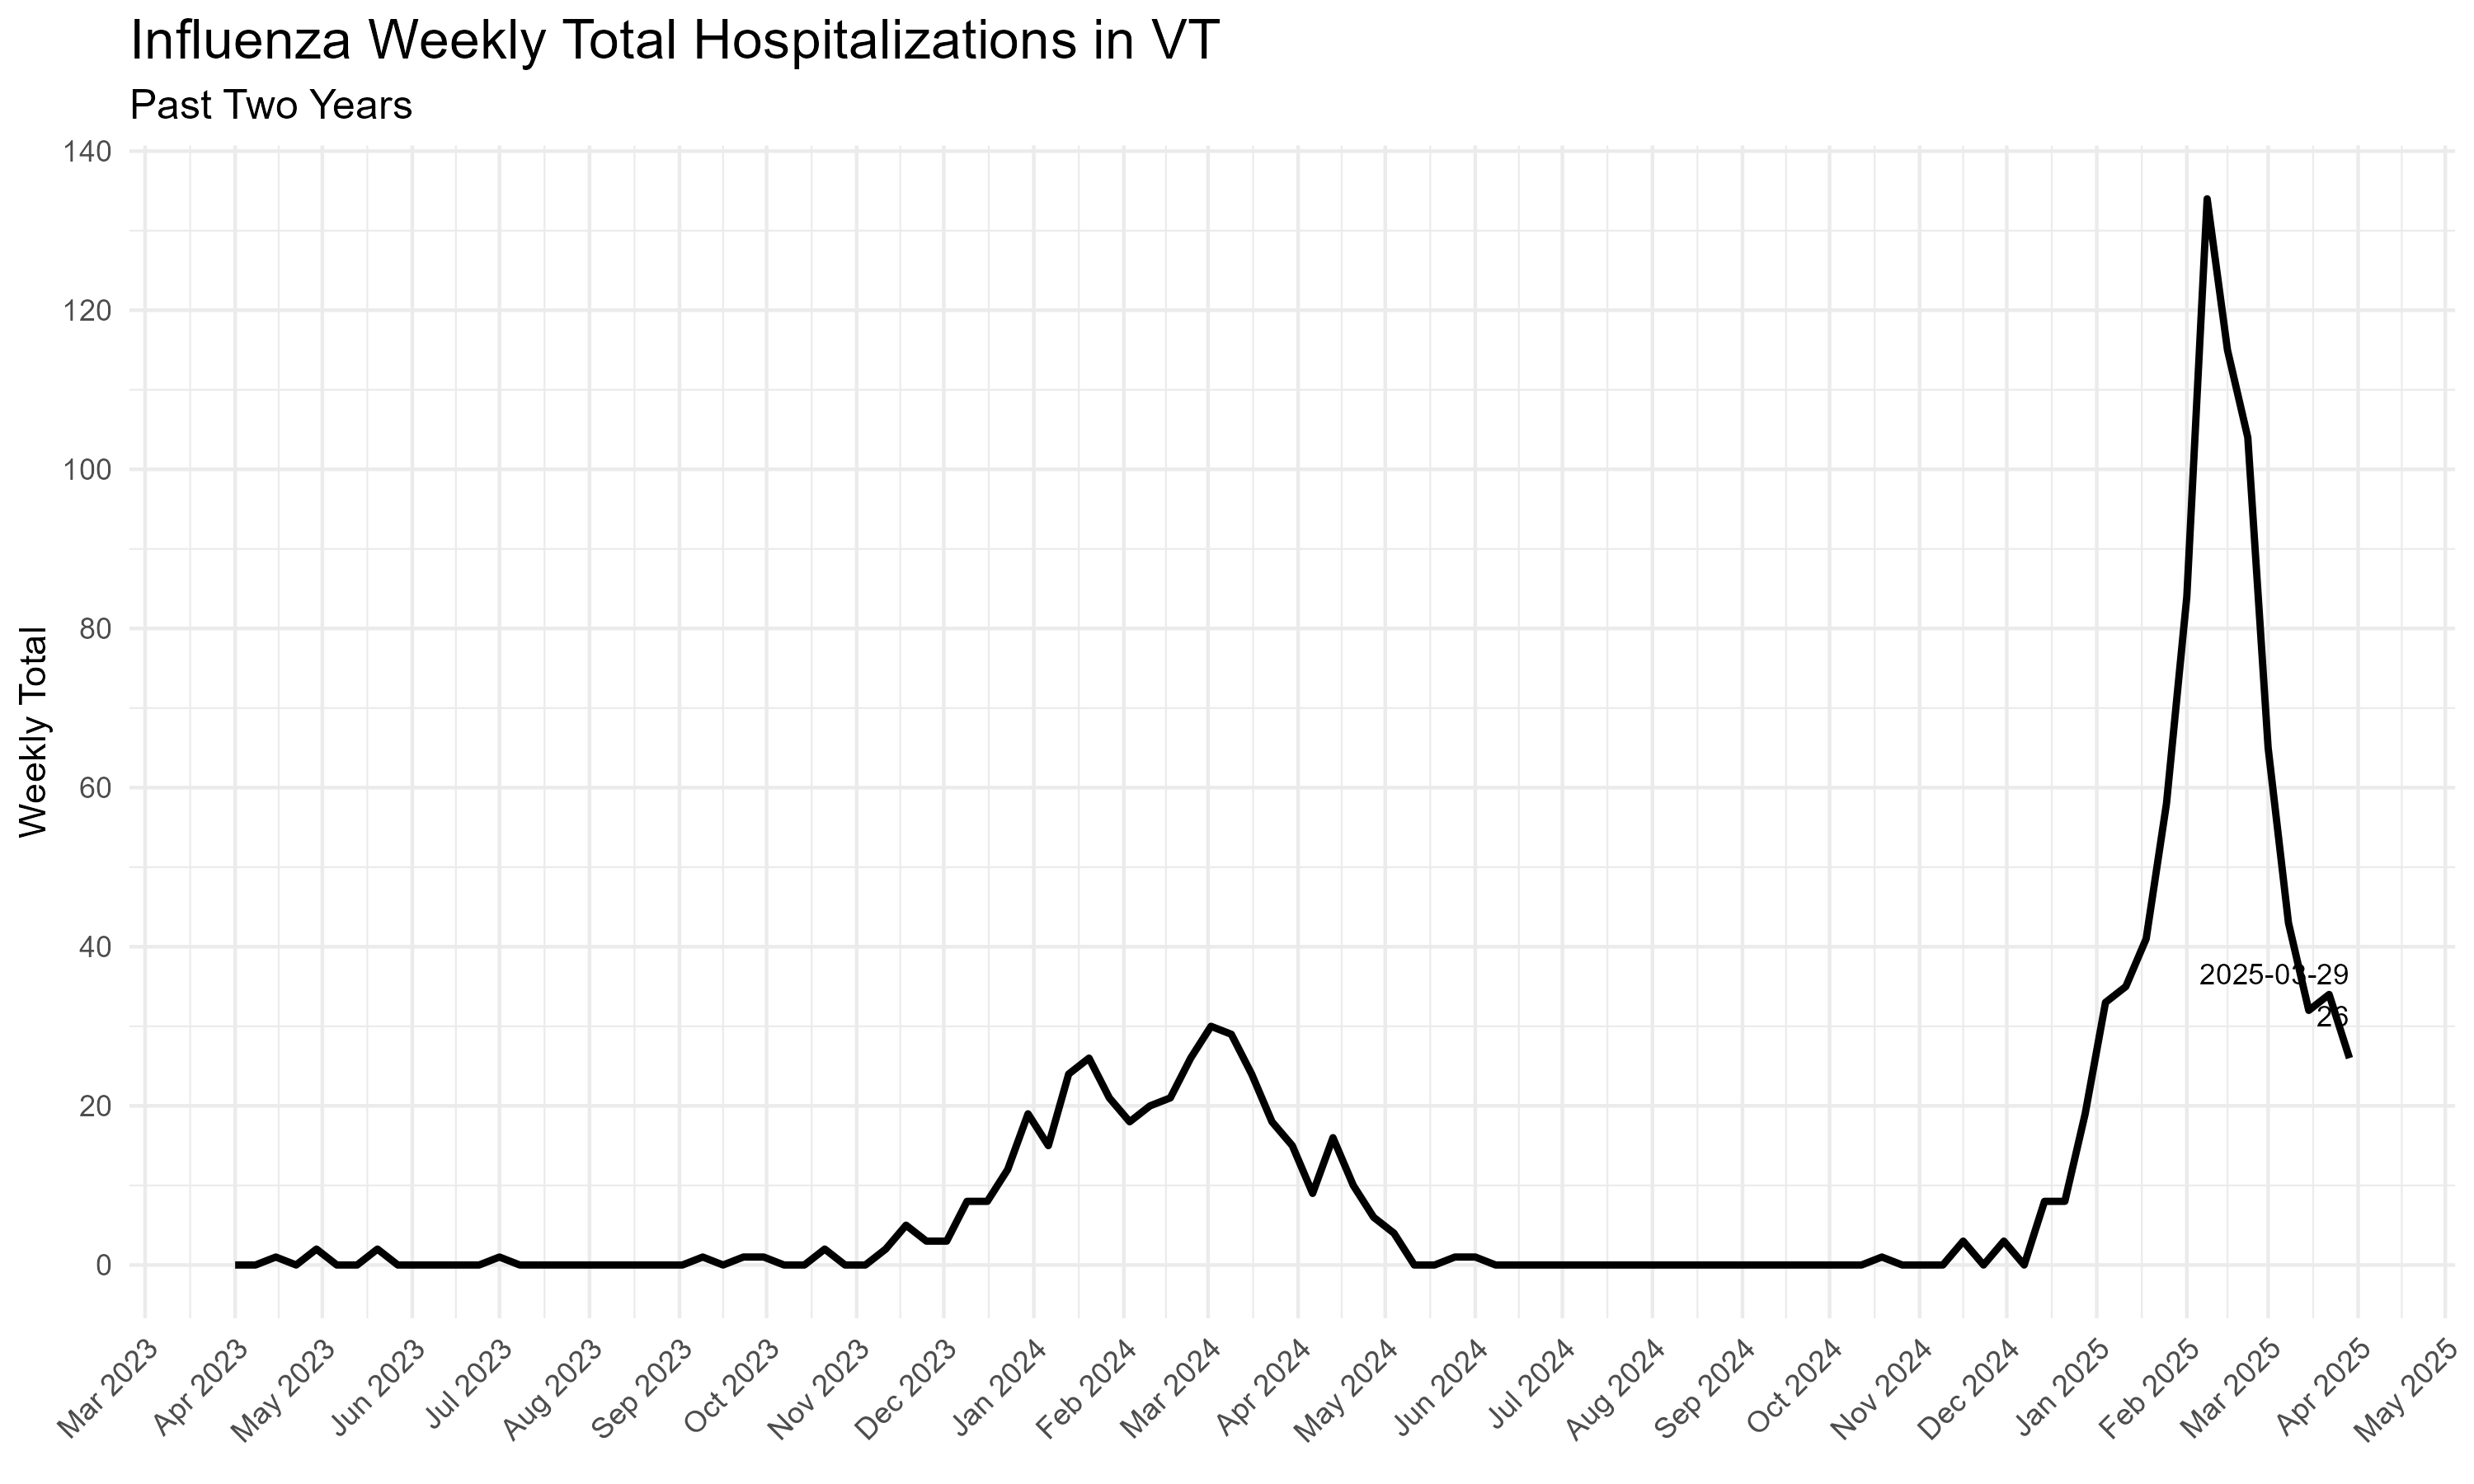 Influenza Weekly Total Hospitalizations in VT
Past Two Years
140
120
100
80
60
40
20
0
Weekly Total
2025-03-29
26
Mar 2023
Apr 2023
May 2023
Jun 2023
Jul 2023
Aug 2023
Sep 2023
Oct 2023
Nov 2023
Dec 2023
Jan 2024
Feb 2024
Mar 2024
Apr 2024
May 2024
Jun 2024
Jul 2024
Aug 2024
Sep 2024
Oct 2024
Nov 2024
Dec 2024
Jan 2025
Feb 2025
Mar 2025
Apr 2025
May 2025